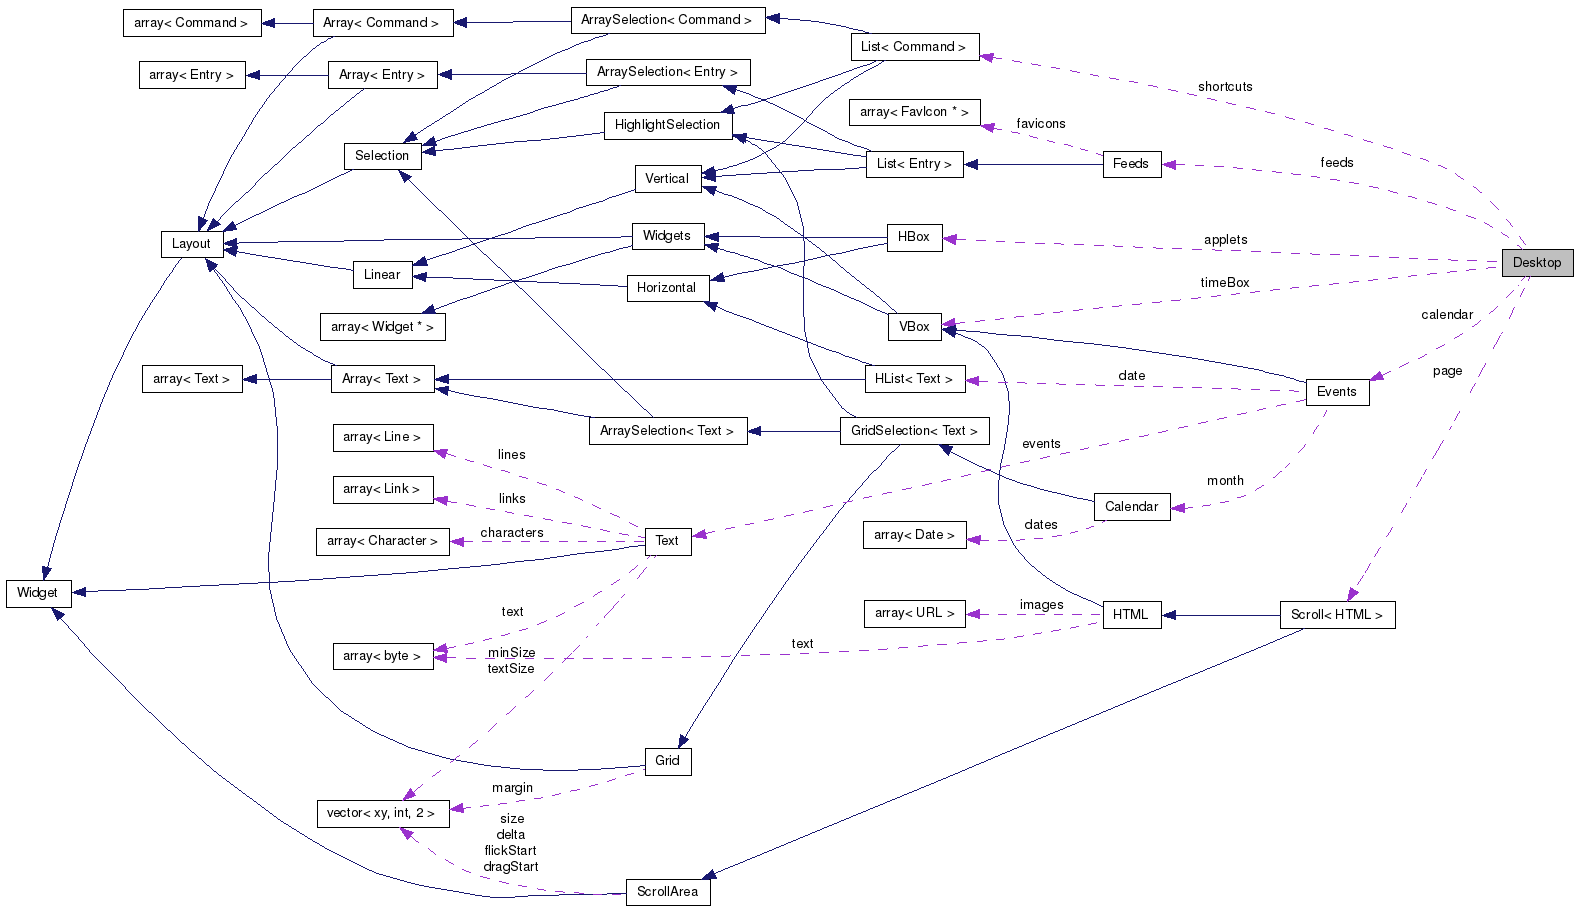 array< Command >
Array< Command >
ArraySelection< Command >
List< Command >
array< Entry >
Array< Entry >
ArraySelection< Entry >
shortcuts
array< FavIcon * >
favicons
HighlightSelection
Selection
List< Entry >
Feeds
feeds
Vertical
Layout
Widgets
HBox
applets
Desktop
Linear
Horizontal
timeBox
array< Widget * >
VBox
calendar
array< Text >
Array< Text >
HList< Text >
date
Events
page
array< Line >
lines
ArraySelection< Text >
GridSelection< Text >
events
array< Link >
links
month
Calendar
array< Character >
characters
Text
array< Date >
dates
Widget
text
array< URL >
images
HTML
Scroll< HTML >
array< byte >
minSize
textSize
text
Grid
margin
vector< xy, int, 2 >
size
delta
flickStart
dragStart
ScrollArea